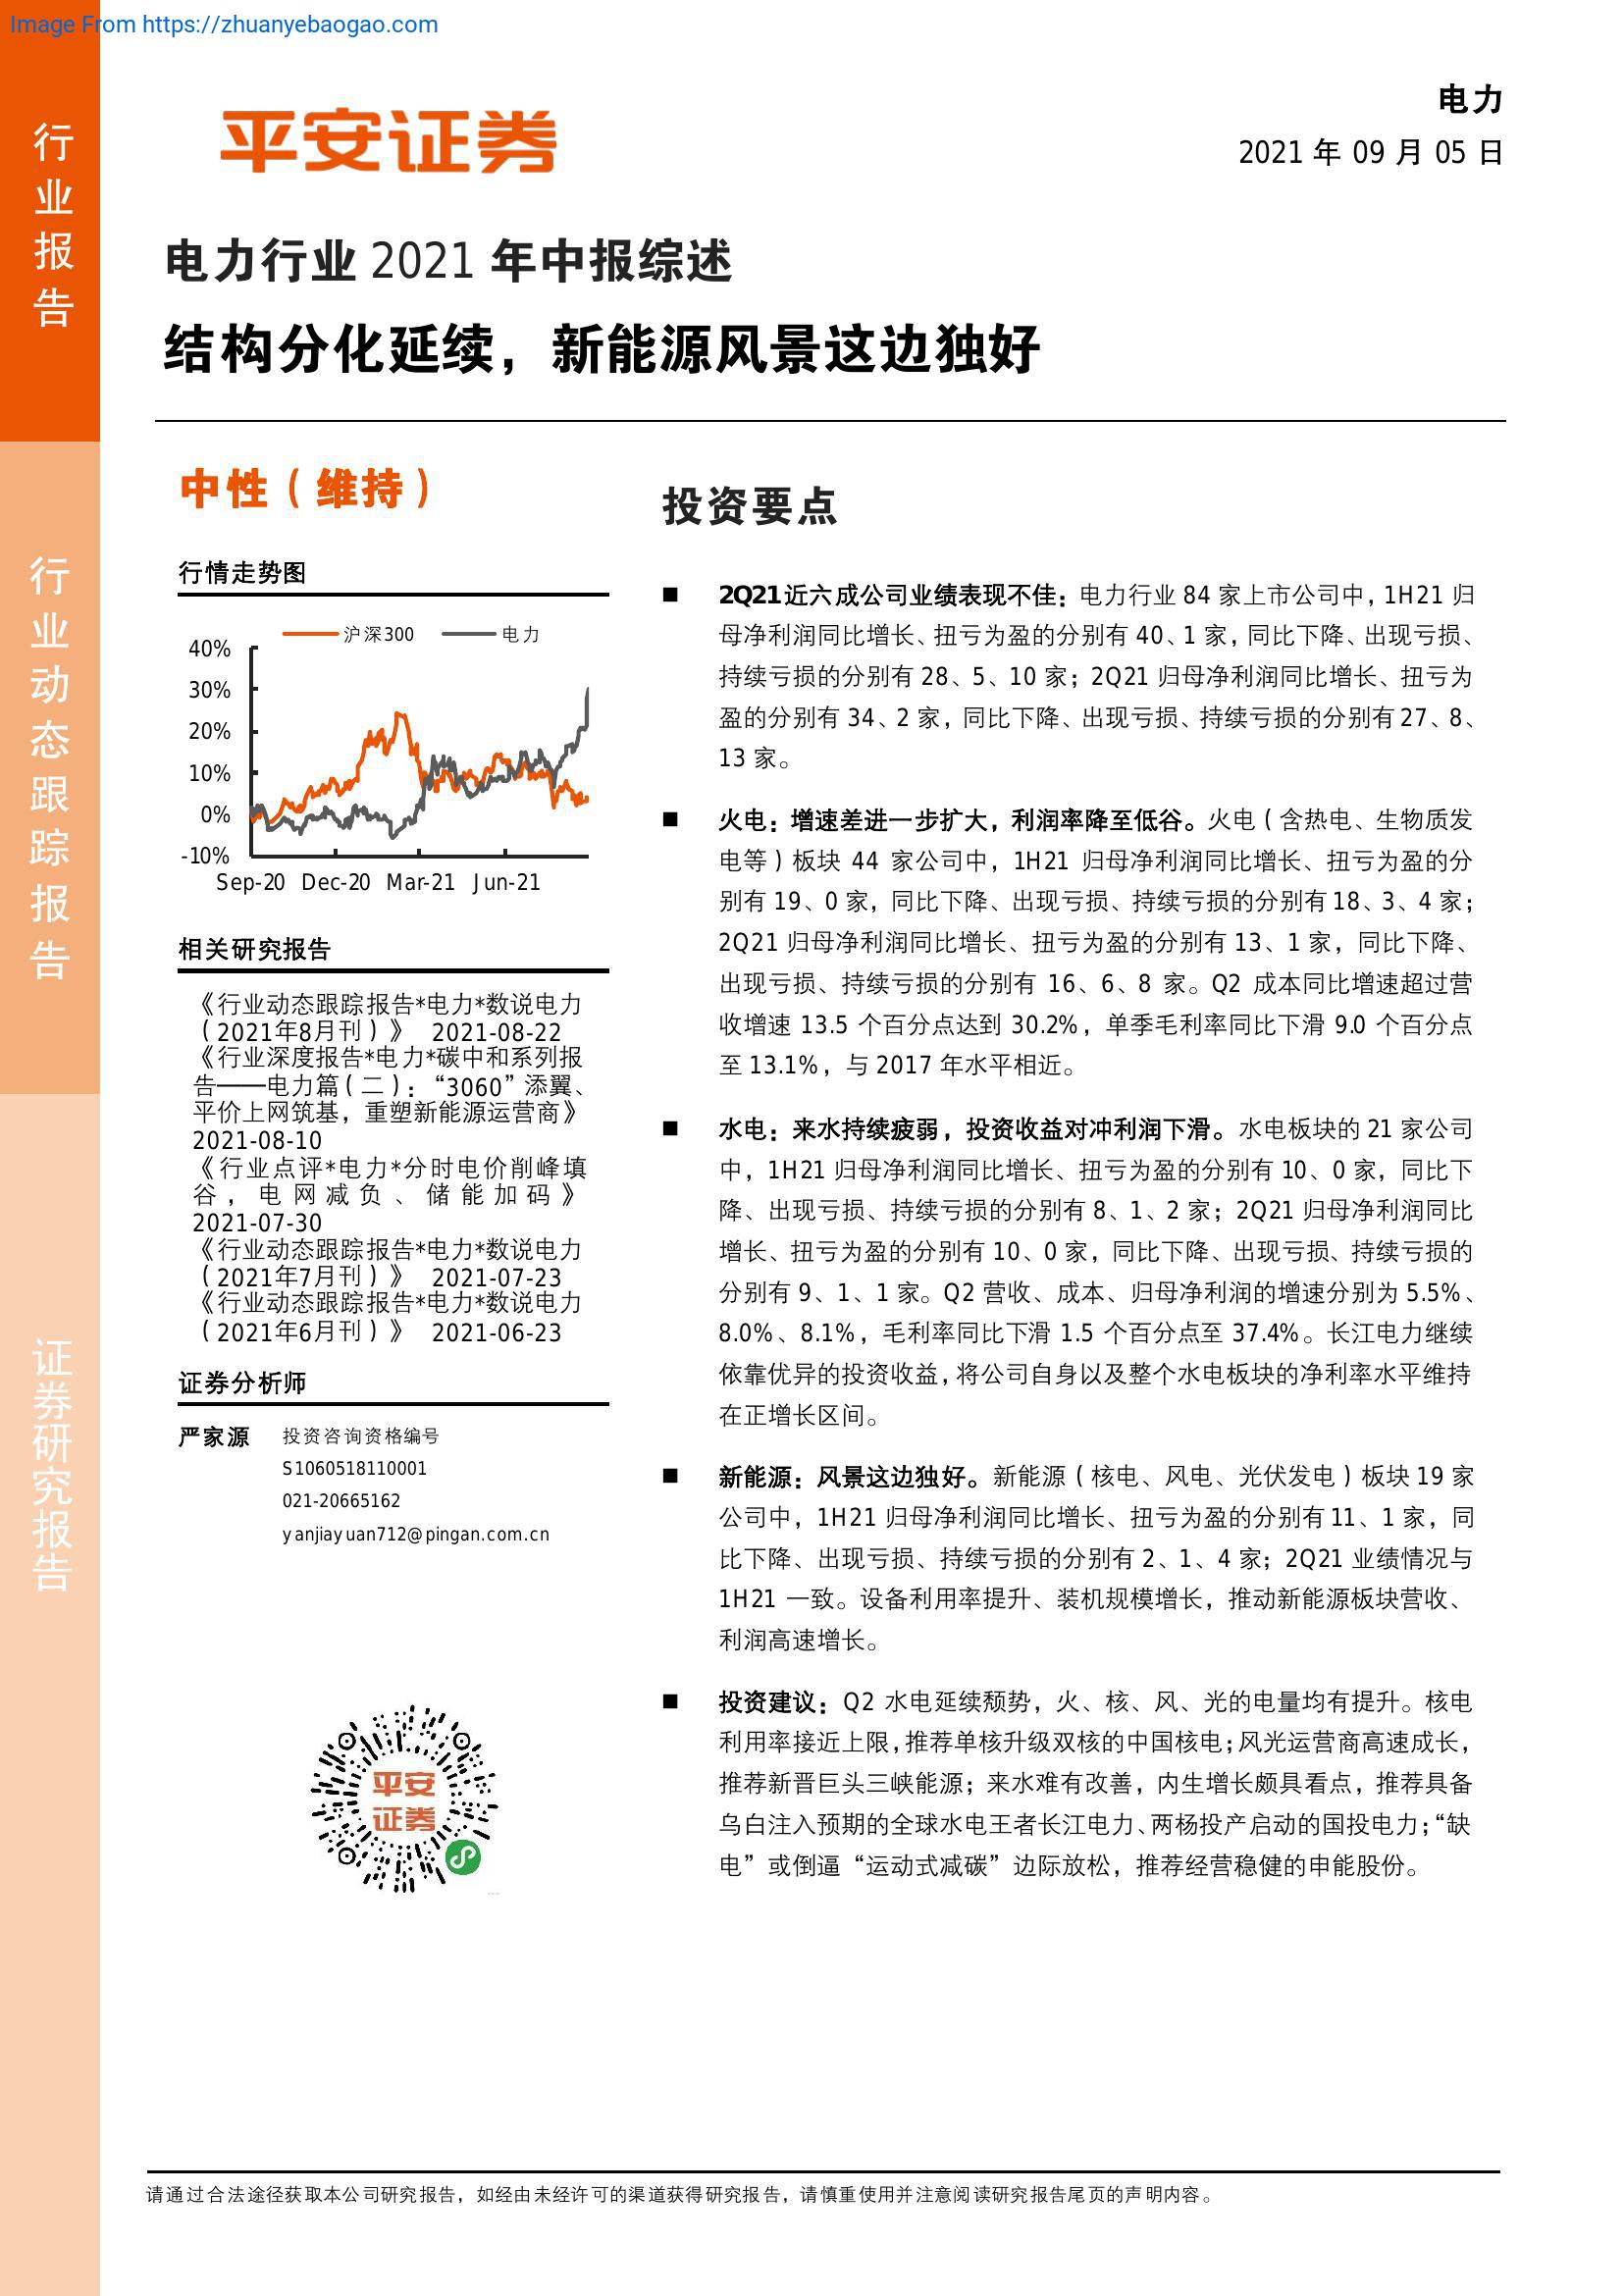 Image From https://zhuanyebaogao.com
行业报告
行业动态跟踪报告
证券研究报告
平安证券
电力
2021 年 09 月 05 日
电力行业 2021 年中报综述
结构分化延续，新能源风景这边独好
中性（维持）
行情走势图
沪深300 电力
40%
30%
20%
10%
0%
-10%
Sep-20 Dec-20 Mar-21 Jun-21
相关研究报告
《行业动态跟踪报告*电力*数说电力
（2021年8月刊）》 2021-08-22
《行业深度报告*电力*碳中和系列报
告——电力篇（二）：“3060”添翼、
平价上网筑基，重塑新能源运营商》
2021-08-10
《行业点评*电力*分时电价削峰填
谷，电网减负、储能加码》
2021-07-30
《行业动态跟踪报告*电力*数说电力
（2021年7月刊）》 2021-07-23
《行业动态跟踪报告*电力*数说电力
（2021年6月刊）》 2021-06-23
证券分析师
严家源 投资咨询资格编号
S1060518110001
021-20665162
yanjiayuan712@pingan.com.cn
平安
证券
投资要点
■ 2Q21近六成公司业绩表现不佳：电力行业 84 家上市公司中，1H21 归
母净利润同比增长、扭亏为盈的分别有 40、1 家，同比下降、出现亏损、
持续亏损的分别有 28、5、10 家；2Q21 归母净利润同比增长、扭亏为
盈的分别有 34、2 家，同比下降、出现亏损、持续亏损的分别有 27、8、
13 家。
■ 火电：增速差进一步扩大，利润率降至低谷。火电（含热电、生物质发
电等）板块 44 家公司中，1H21 归母净利润同比增长、扭亏为盈的分
别有 19、0 家，同比下降、出现亏损、持续亏损的分别有 18、3、4 家；
2Q21 归母净利润同比增长、扭亏为盈的分别有 13、1 家，同比下降、
出现亏损、持续亏损的分别有 16、6、8 家。Q2 成本同比增速超过营
收增速 13.5 个百分点达到 30.2%，单季毛利率同比下滑 9.0 个百分点
至 13.1%，与 2017 年水平相近。
■ 水电：来水持续疲弱，投资收益对冲利润下滑。水电板块的 21 家公司
中，1H21 归母净利润同比增长、扭亏为盈的分别有 10、0 家，同比下
降、出现亏损、持续亏损的分别有 8、1、2 家；2Q21 归母净利润同比
增长、扭亏为盈的分别有 10、0 家，同比下降、出现亏损、持续亏损的
分别有 9、1、1 家。Q2 营收、成本、归母净利润的增速分别为 5.5%、
8.0%、8.1%，毛利率同比下滑 1.5 个百分点至 37.4%。长江电力继续
依靠优异的投资收益，将公司自身以及整个水电板块的净利率水平维持
在正增长区间。
■ 新能源：风景这边独好。新能源（核电、风电、光伏发电）板块 19 家
公司中，1H21 归母净利润同比增长、扭亏为盈的分别有 11、1 家，同
比下降、出现亏损、持续亏损的分别有 2、1、4 家；2Q21 业绩情况与
1H21 一致。设备利用率提升、装机规模增长，推动新能源板块营收、
利润高速增长。
■ 投资建议：Q2 水电延续颓势，火、核、风、光的电量均有提升。核电
利用率接近上限，推荐单核升级双核的中国核电；风光运营商高速成长，
推荐新晋巨头三峡能源；来水难有改善，内生增长颇具看点，推荐具备
乌白注入预期的全球水电王者长江电力、两杨投产启动的国投电力；“缺
电”或倒逼“运动式减碳”边际放松，推荐经营稳健的申能股份。
请通过合法途径获取本公司研究报告，如经由未经许可的渠道获得研究报告，请慎重使用并注意阅读研究报告尾页的声明内容。